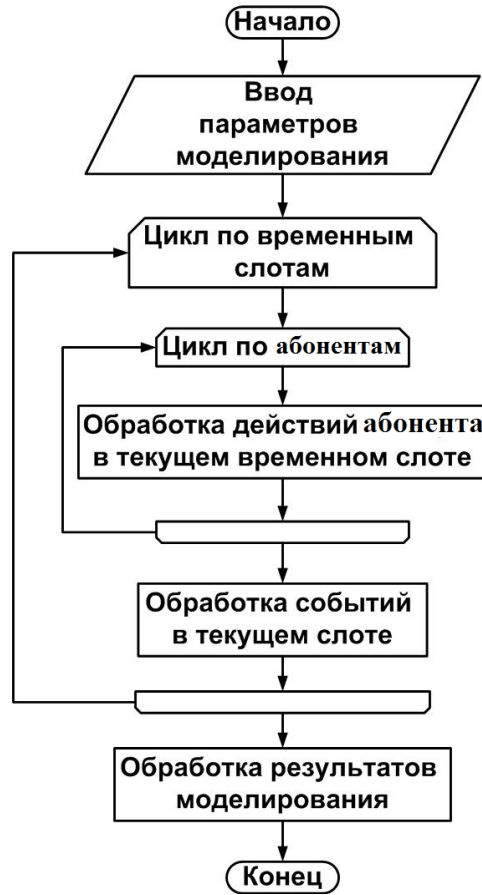 Начало
Ввод
параметров
моделирования
Цикл по временным
слотам
Цикл по абонентам
Обработка действий абонента
в текущем временном слоте
Обработка событий
в текущем слоте
Обработка результатов
моделирования
Конец